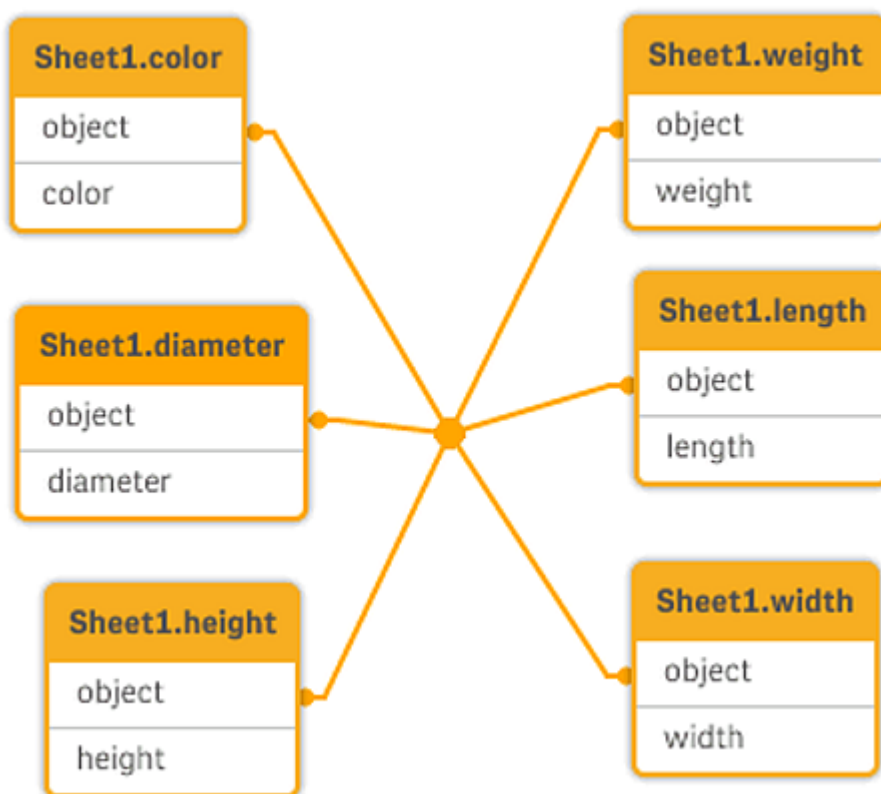 Sheet1.color
object
color
Sheet1.diameter
object
diameter
Sheet1.height
object
height
Sheet1.weight
object
weight
Sheet1.length
object
length
Sheet1.width
object
width